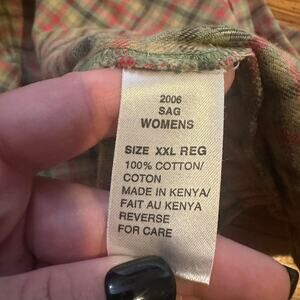 2006
SAG
WOMENS
SIZE XXL REG
100% COTTON/
COTON
MADE IN KENYA/
FAIT AU KENYA
REVERSE
FOR CARE